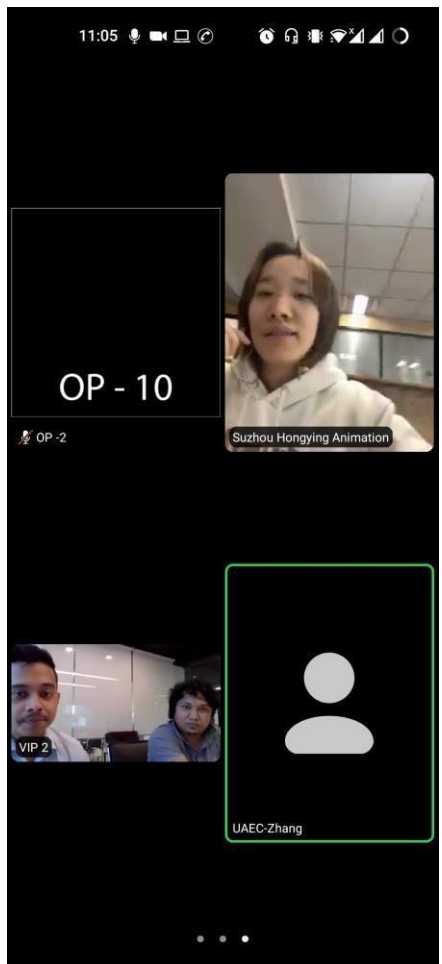 11:05
OP - 10
OP -2
Suzhou Hongying Animation
VIP 2
UAEC-Zhang